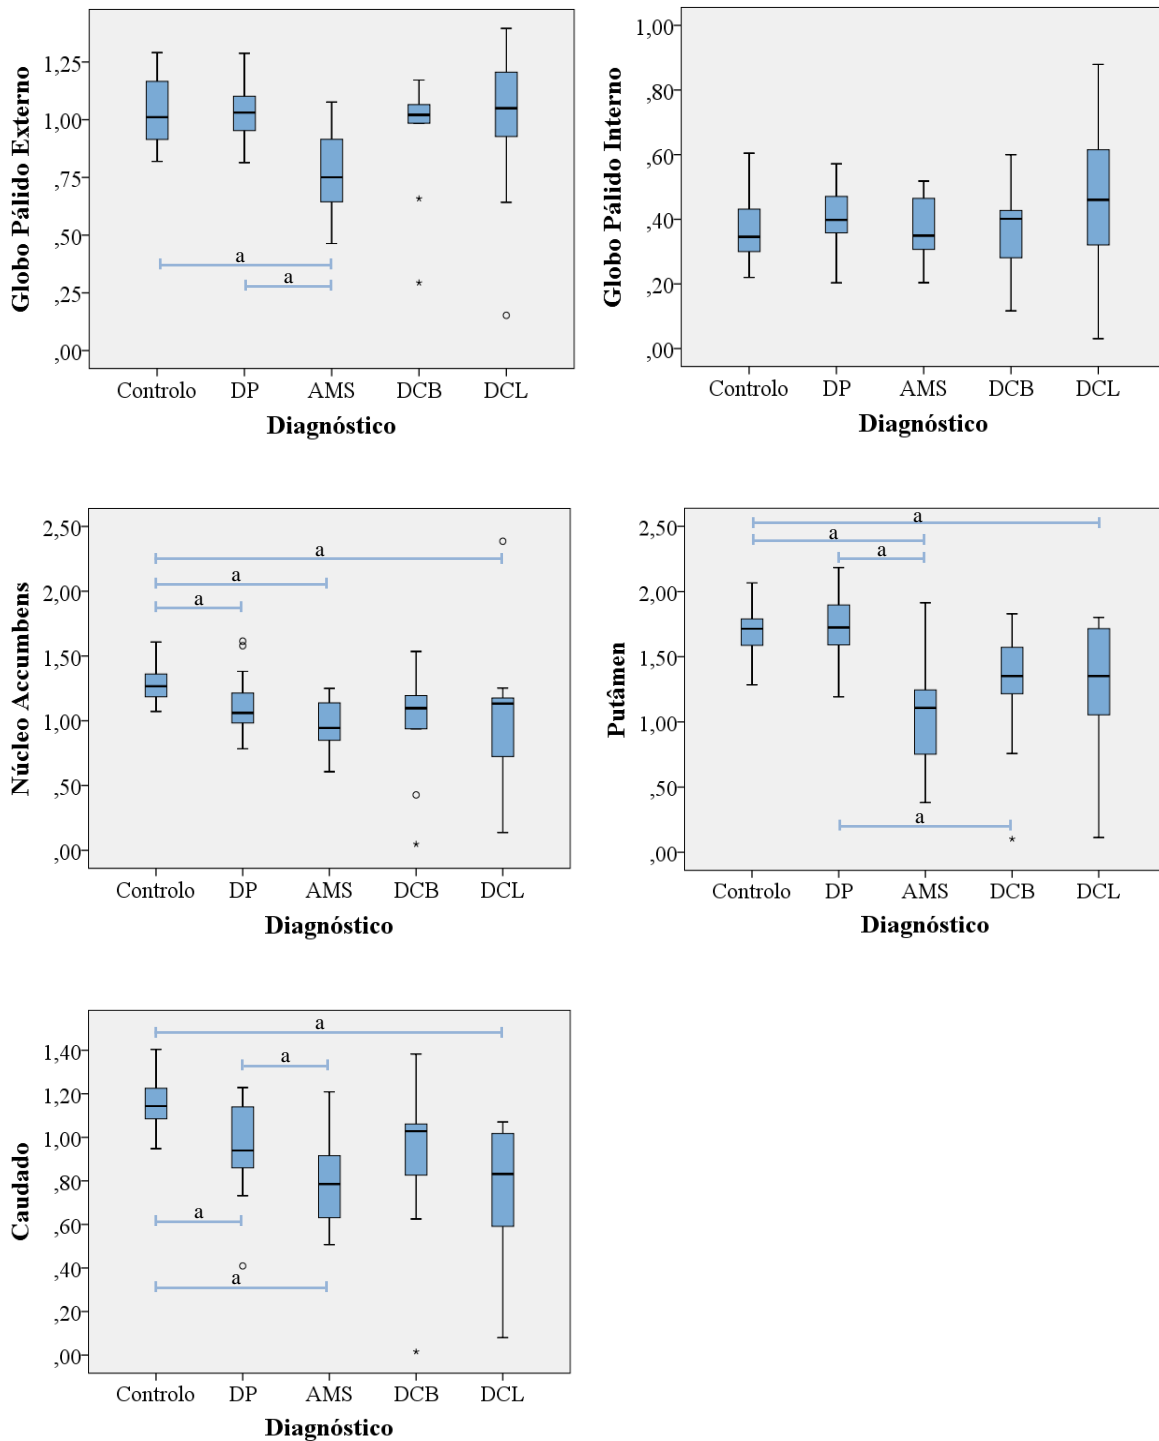 Globo Pálido Externo
1,25
1,00
,75
,50
,25
,00
a
a
Controlo DP AMS DCB DCL
Diagnóstico
Globo Pálido Interno
1,00
,80
,60
,40
,20
,00
Controlo DP AMS DCB DCL
Diagnóstico
Núcleo Accumbens
2,50
2,00
1,50
1,00
,50
,00
a
a
a
Controlo DP AMS DCB DCL
Diagnóstico
Putâmen
2,50
2,00
1,50
1,00
,50
,00
a
a
a
a
Controlo DP AMS DCB DCL
Diagnóstico
Caudado
1,40
1,20
1,00
,80
,60
,40
,20
,00
a
a
a
a
Controlo DP AMS DCB DCL
Diagnóstico